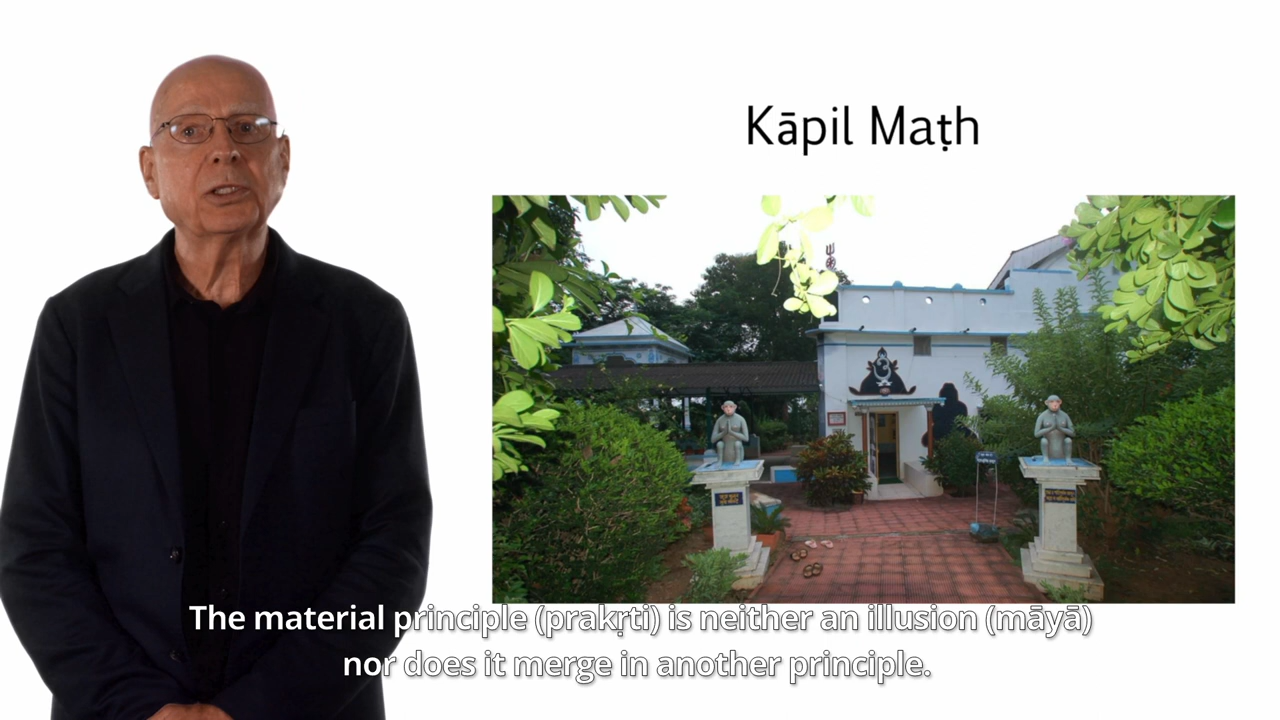 Kāpil Maṭh
The material principle (prakṛti) is neither an illusion (māyā)
nor does it merge in another principle.